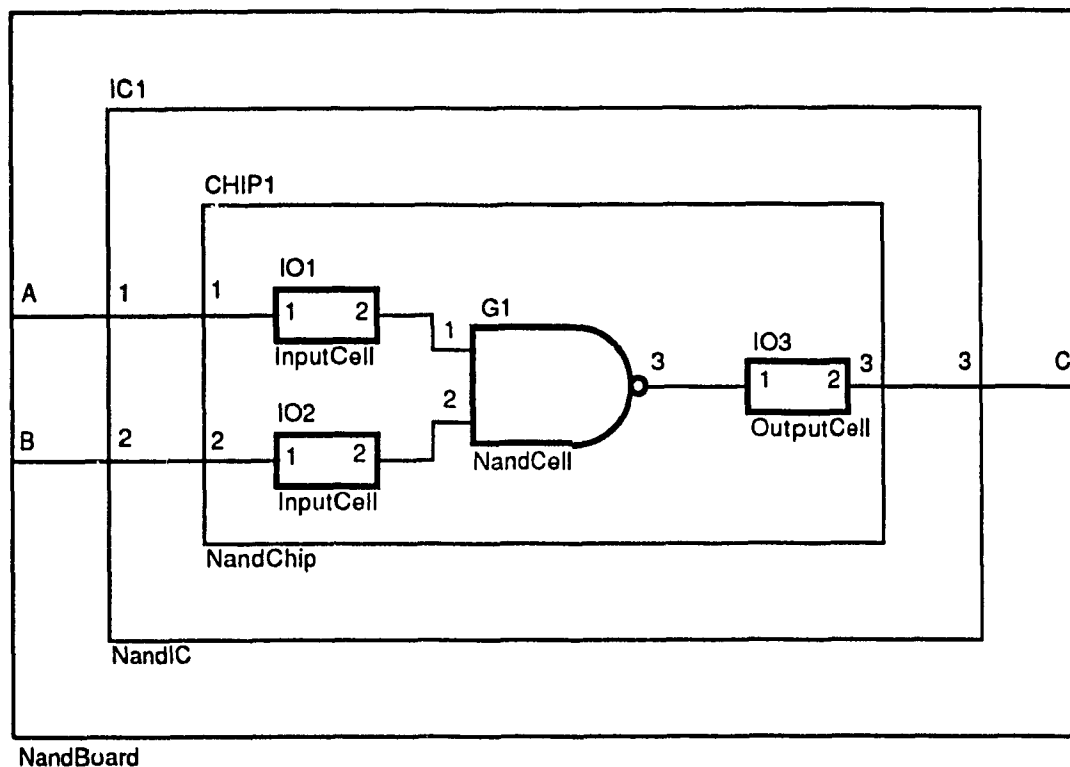 IC1
CHIP1
IO1
A 1 1 1 2 G1
InputCell 1 IO3
3 1 2 3 3 C
IO2 2
B 2 2 1 2 NandCell OutputCell
InputCell
NandChip
NandIC
NandBoard